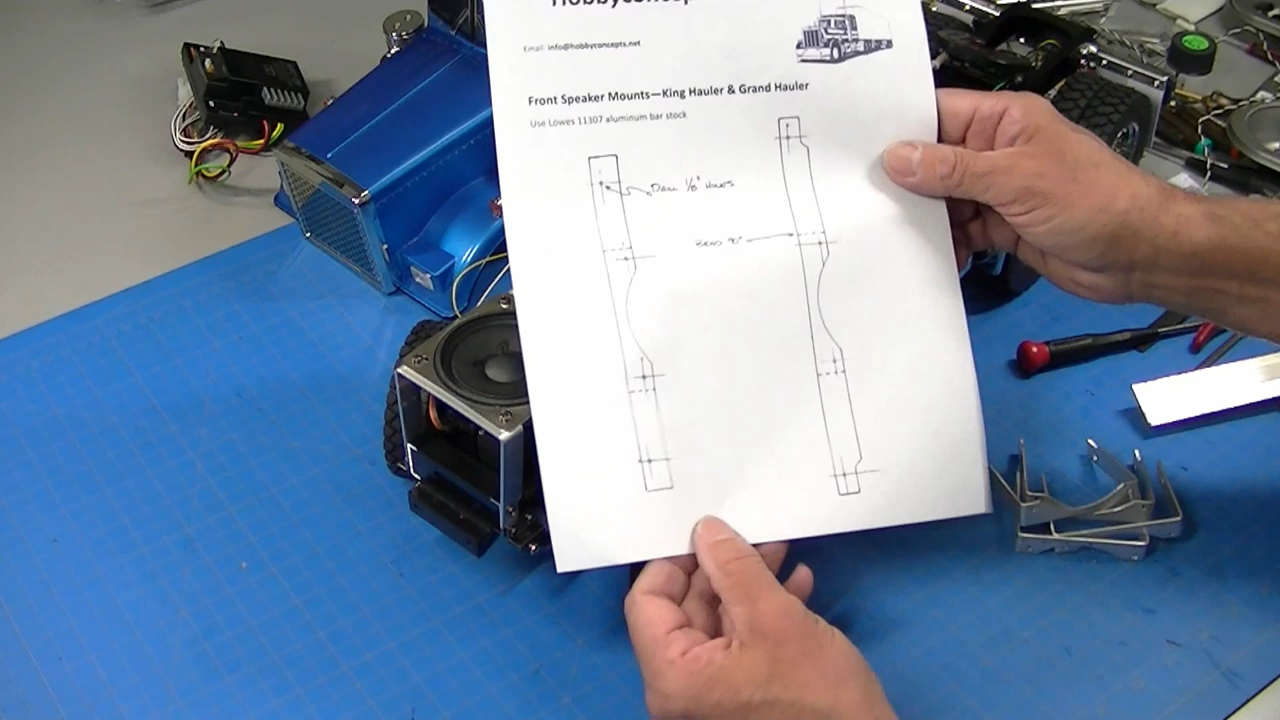 Hobbyconcep
Email: info@hobbyconcepts.net
Front Speaker Mounts—King Hauler & Grand Hauler
Use Lowes 11307 aluminum bar stock
Drill 1/8" Holes
Bend 90°